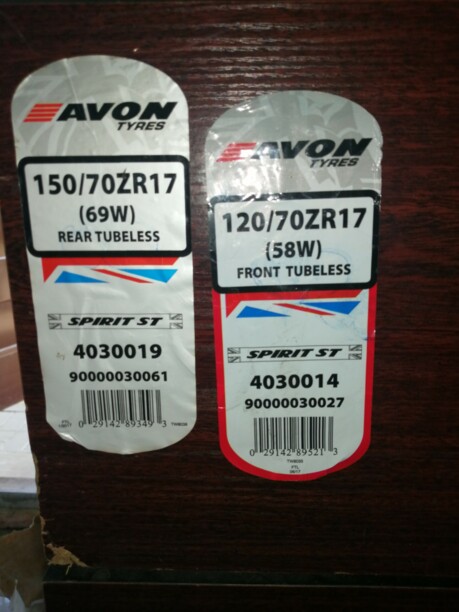 AVON
TYRES
150/70ZR17
(69W)
REAR TUBELESS
SPIRIT ST
4030019
90000030061
0 29142 89349 3
AVON
TYRES
120/70ZR17
(58W)
FRONT TUBELESS
SPIRIT ST
4030014
90000030027
0 29142 89521 3